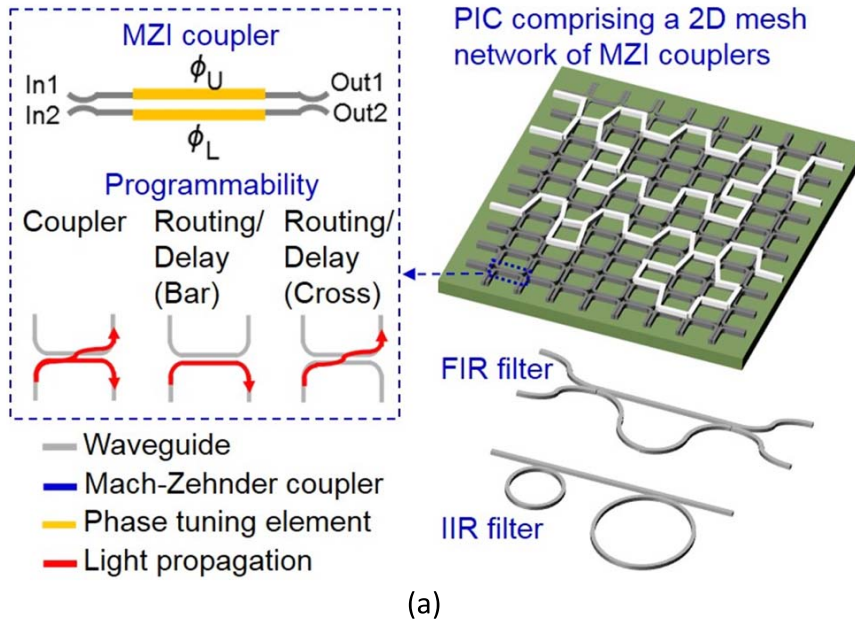 MZI coupler
ϕU
In1
Out1
In2
Out2
ϕL
Programmability
Coupler
Routing/
Delay
(Bar)
Routing/
Delay
(Cross)
Waveguide
Mach-Zehnder coupler
Phase tuning element
Light propagation
PIC comprising a 2D mesh
network of MZI couplers
FIR filter
IIR filter
(a)